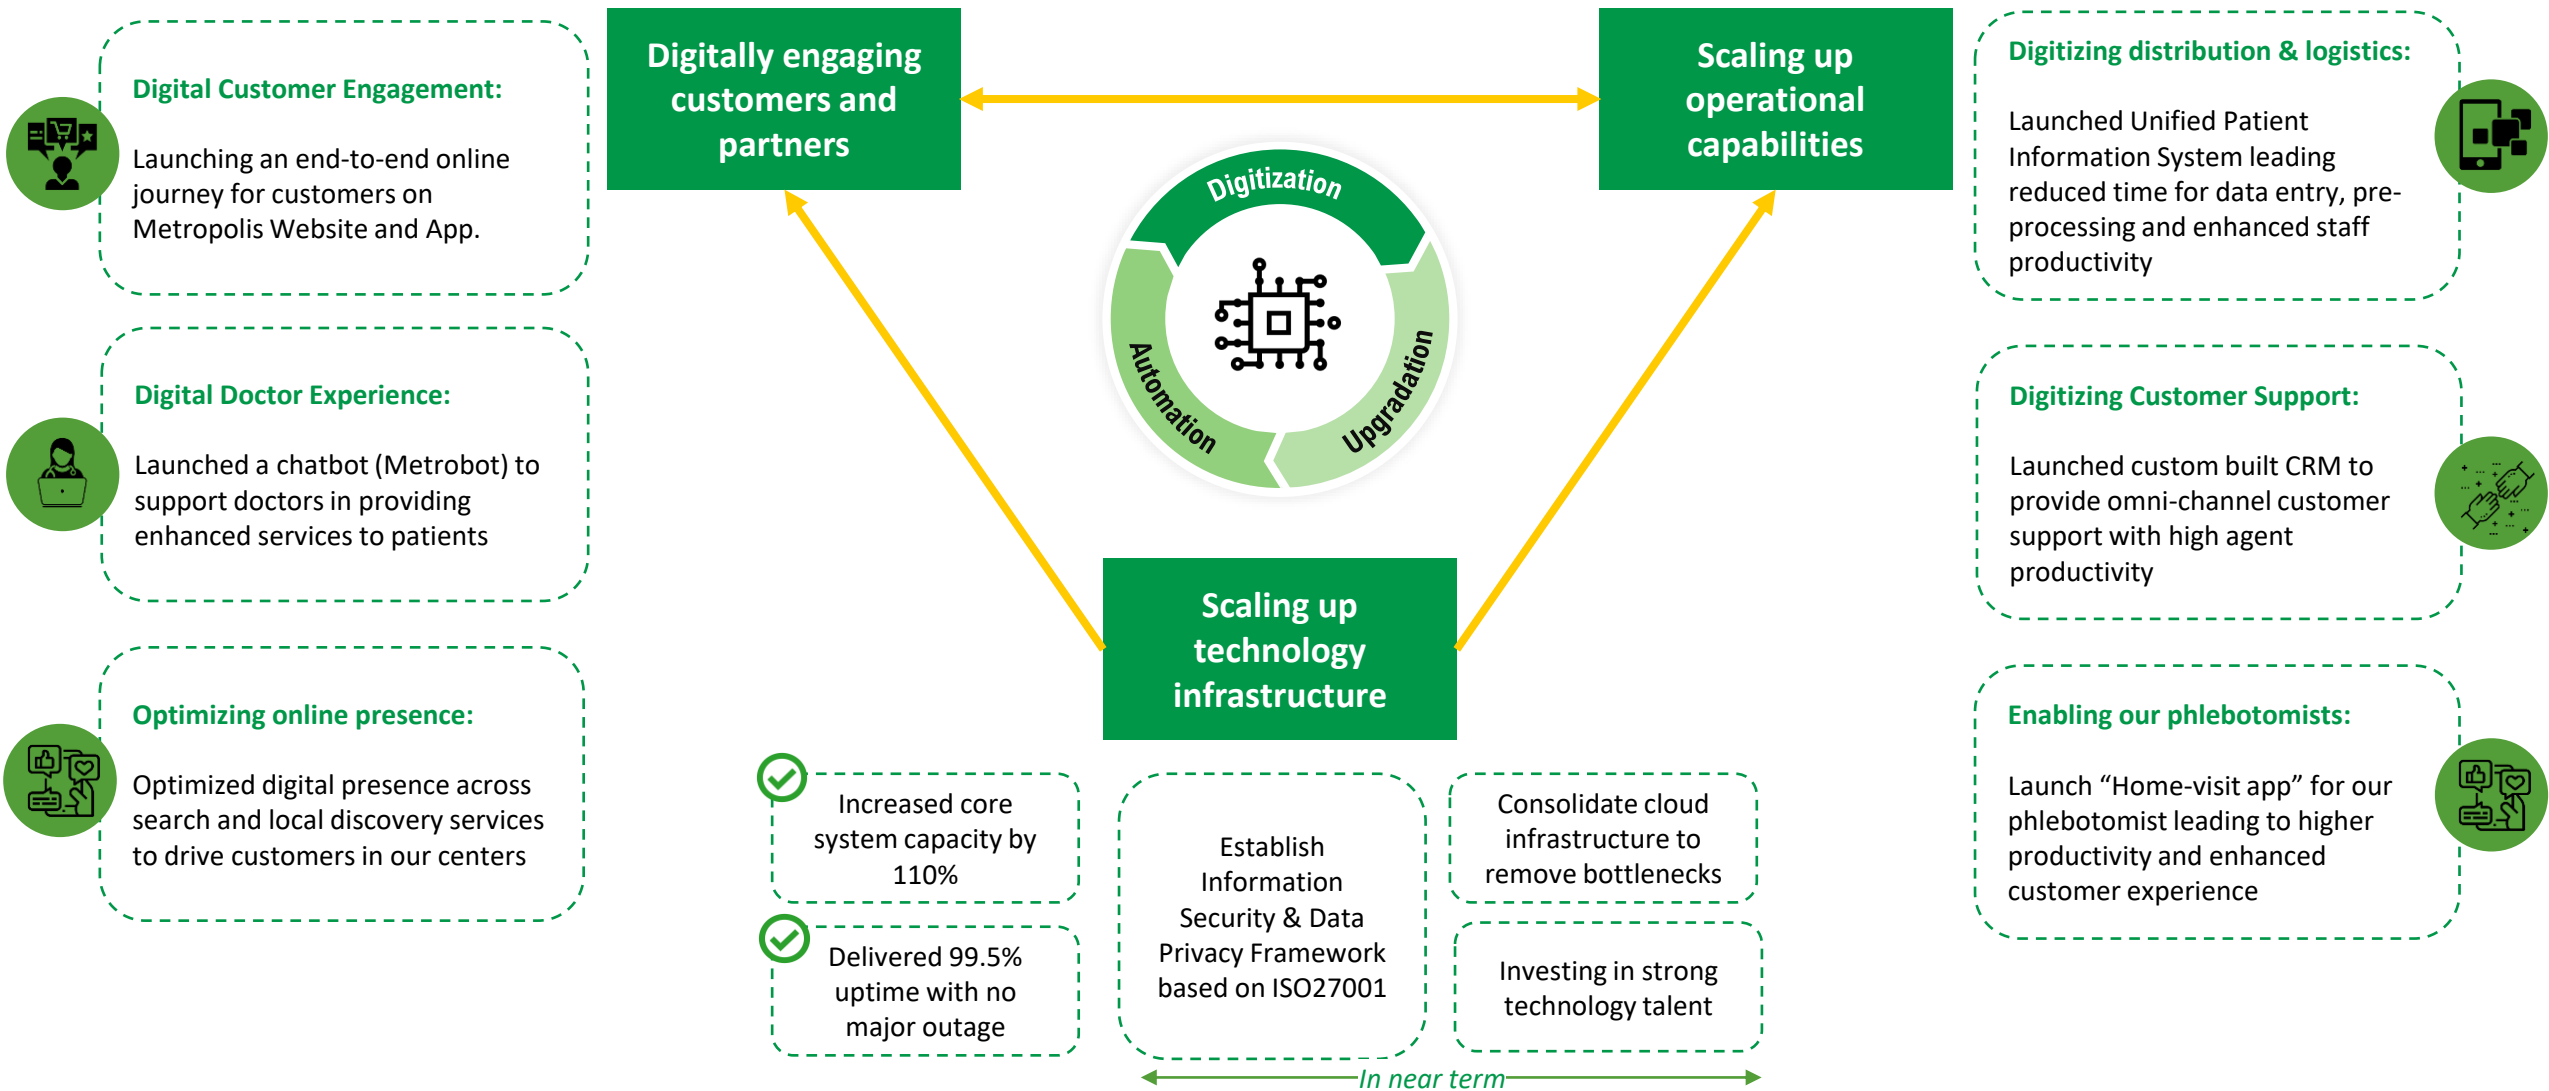 Digital Customer Engagement:
Launching an end-to-end online
journey for customers on
Metropolis Website and App.
Digital Doctor Experience:
Launched a chatbot (Metrobot) to
support doctors in providing
enhanced services to patients
Optimizing online presence:
Optimized digital presence across
search and local discovery services
to drive customers in our centers
Digitally engaging
customers and
partners
Scaling up
operational
capabilities
Digitization
Automation
Upgradation
Scaling up
technology
infrastructure
Increased core
system capacity by
110%
Delivered 99.5%
uptime with no
major outage
Establish
Information
Security & Data
Privacy Framework
based on ISO27001
Consolidate cloud
infrastructure to
remove bottlenecks
Investing in strong
technology talent
In near term
Digitizing distribution & logistics:
Launched Unified Patient
Information System leading
reduced time for data entry, pre-
processing and enhanced staff
productivity
Digitizing Customer Support:
Launched custom built CRM to
provide omni-channel customer
support with high agent
productivity
Enabling our phlebotomists:
Launch “Home-visit app” for our
phlebotomist leading to higher
productivity and enhanced
customer experience